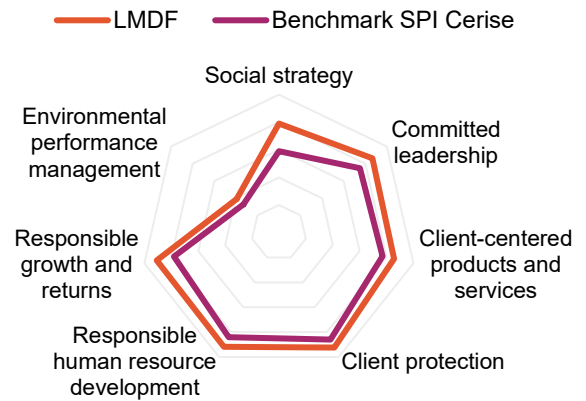 LMDF
Benchmark SPI Cerise
Social strategy
Environmental
performance
management
Committed
leadership
Responsible
growth and
returns
Client-centered
products and
services
Responsible
human resource
development
Client protection